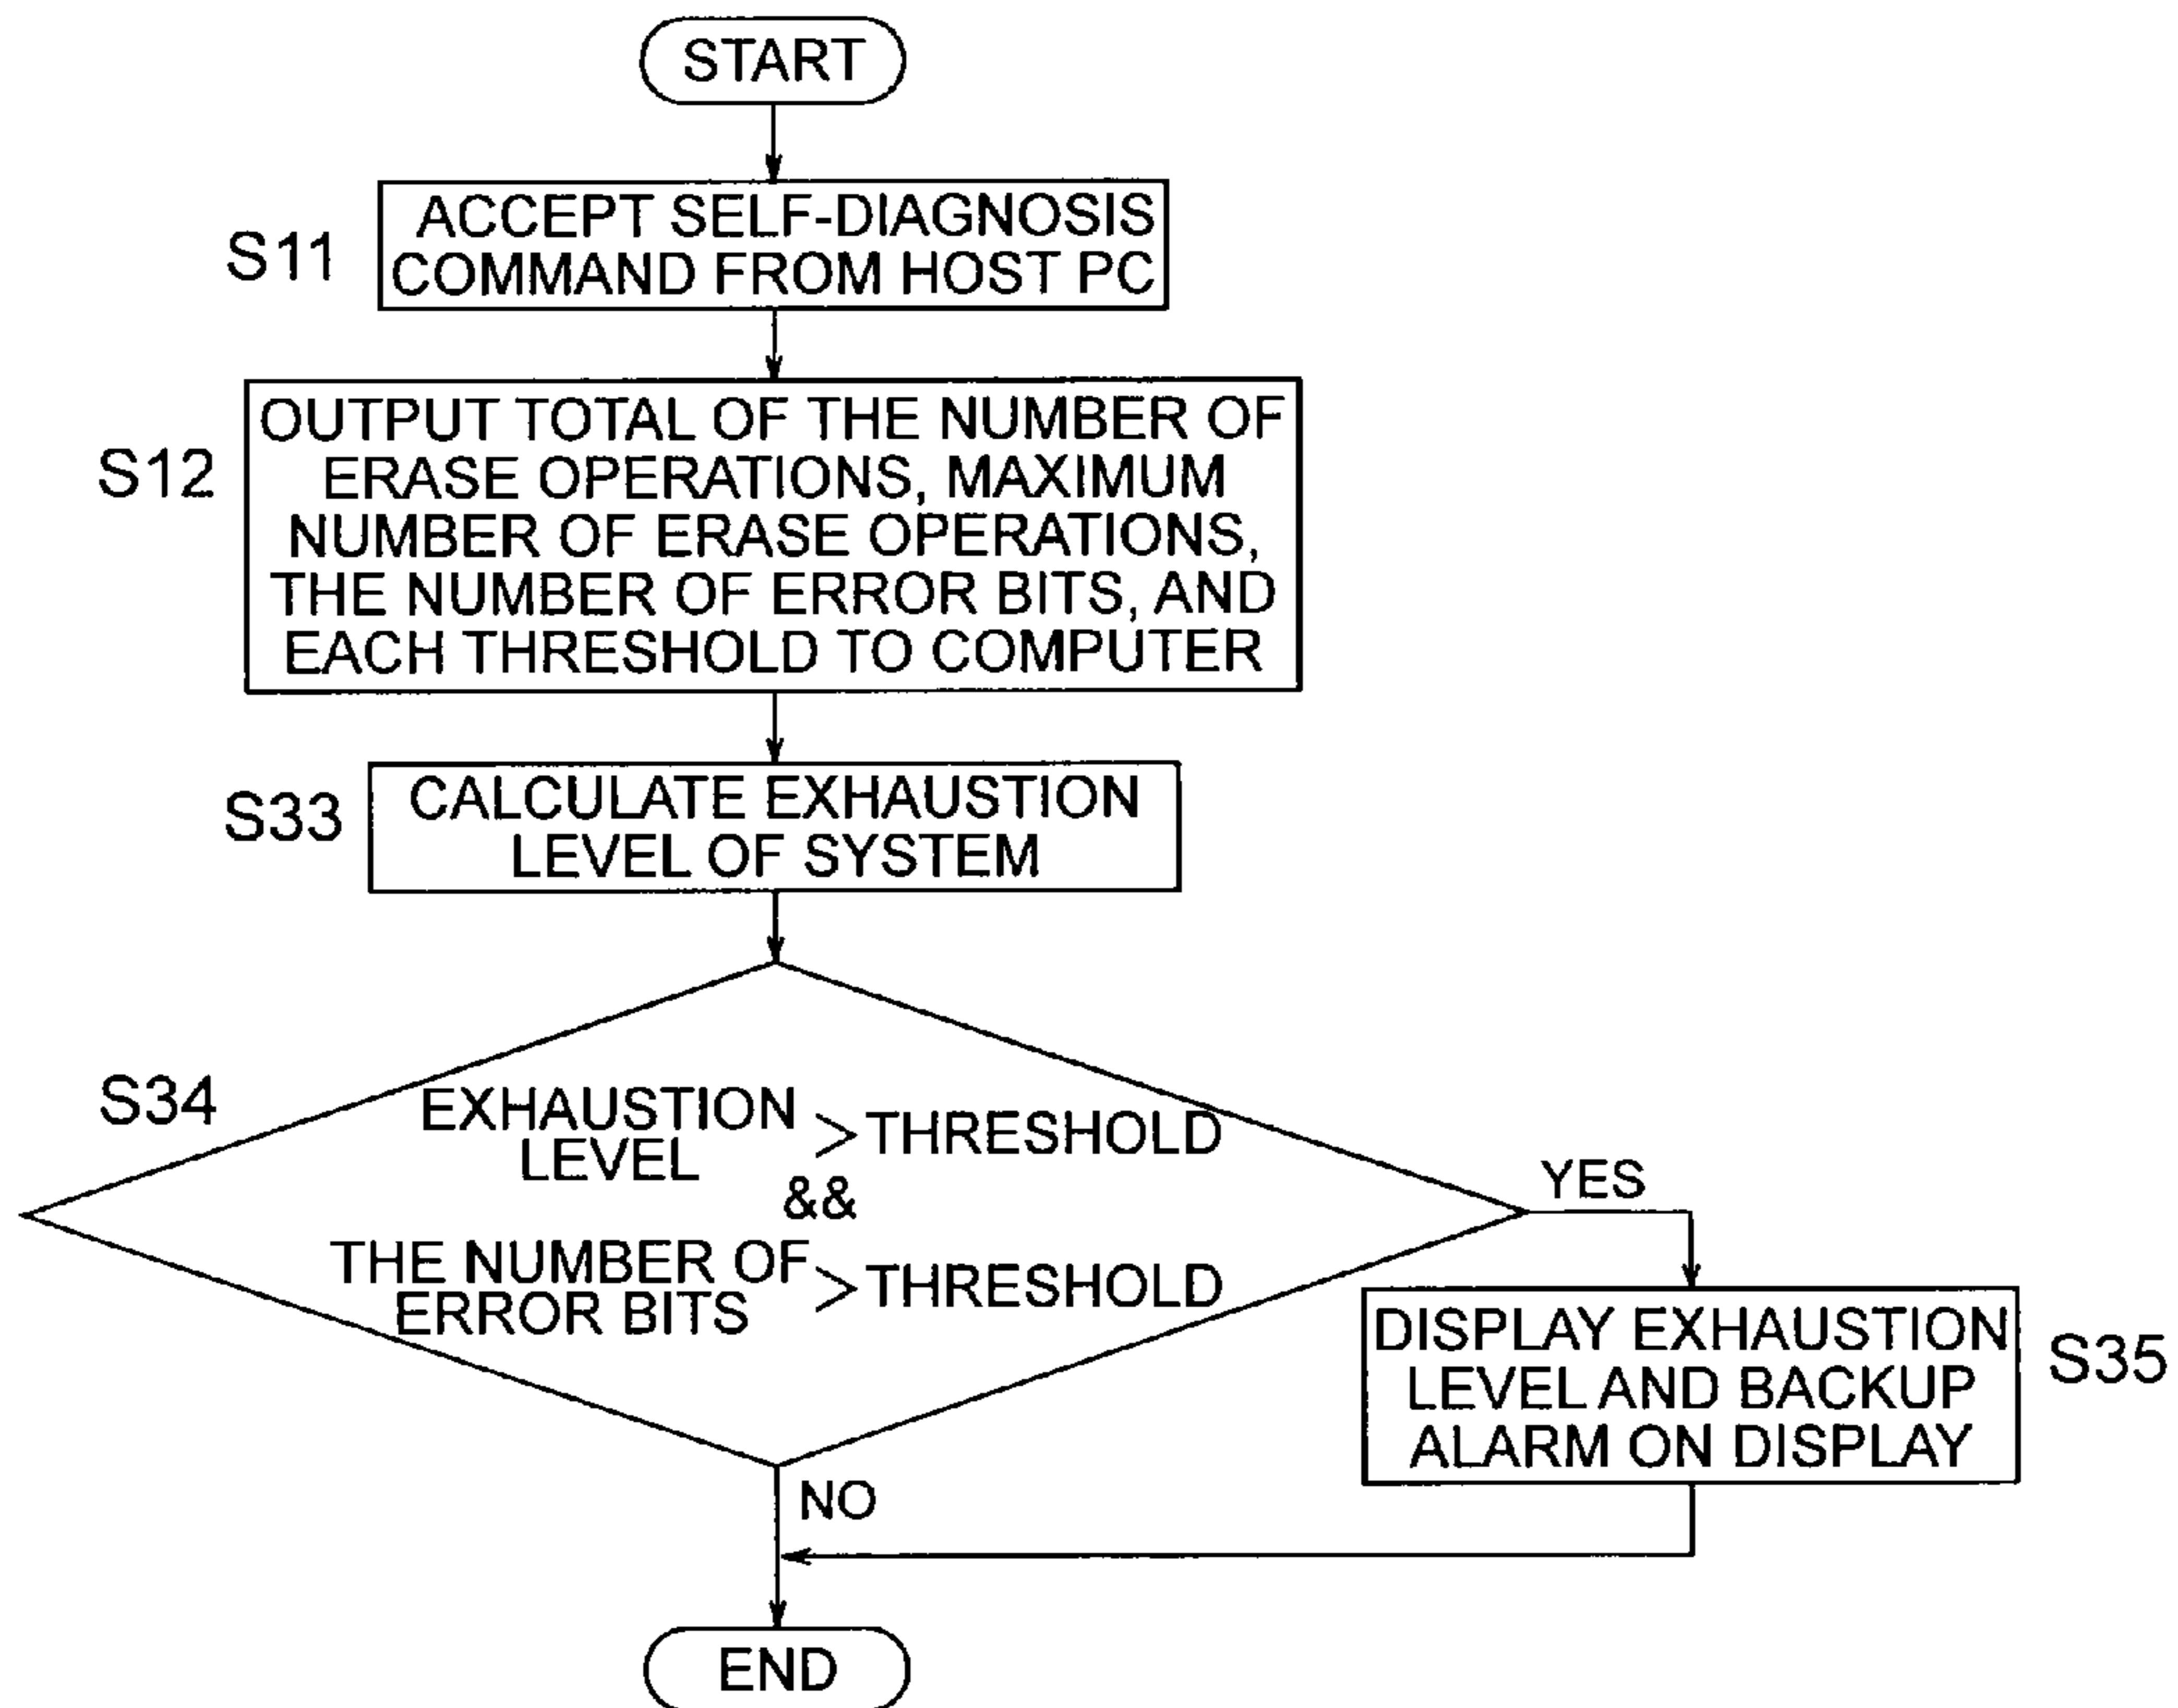 START
S11
ACCEPT SELF-DIAGNOSIS
COMMAND FROM HOST PC
S12
OUTPUT TOTAL OF THE NUMBER OF
ERASE OPERATIONS, MAXIMUM
NUMBER OF ERASE OPERATIONS,
THE NUMBER OF ERROR BITS, AND
EACH THRESHOLD TO COMPUTER
S33
CALCULATE EXHAUSTION
LEVEL OF SYSTEM
S34
EXHAUSTION
LEVEL
>THRESHOLD
&&
THE NUMBER OF
ERROR BITS
>THRESHOLD
YES
DISPLAY EXHAUSTION
LEVEL AND BACKUP
ALARM ON DISPLAY
S35
NO
END